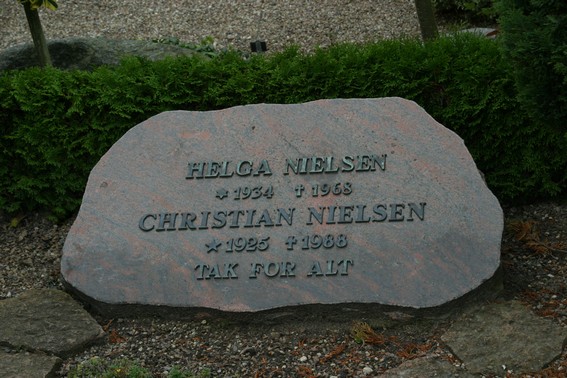 HELGA NIELSEN
*1934 †1968
CHRISTIAN NIELSEN
*1925 †1988
TAK FOR ALT